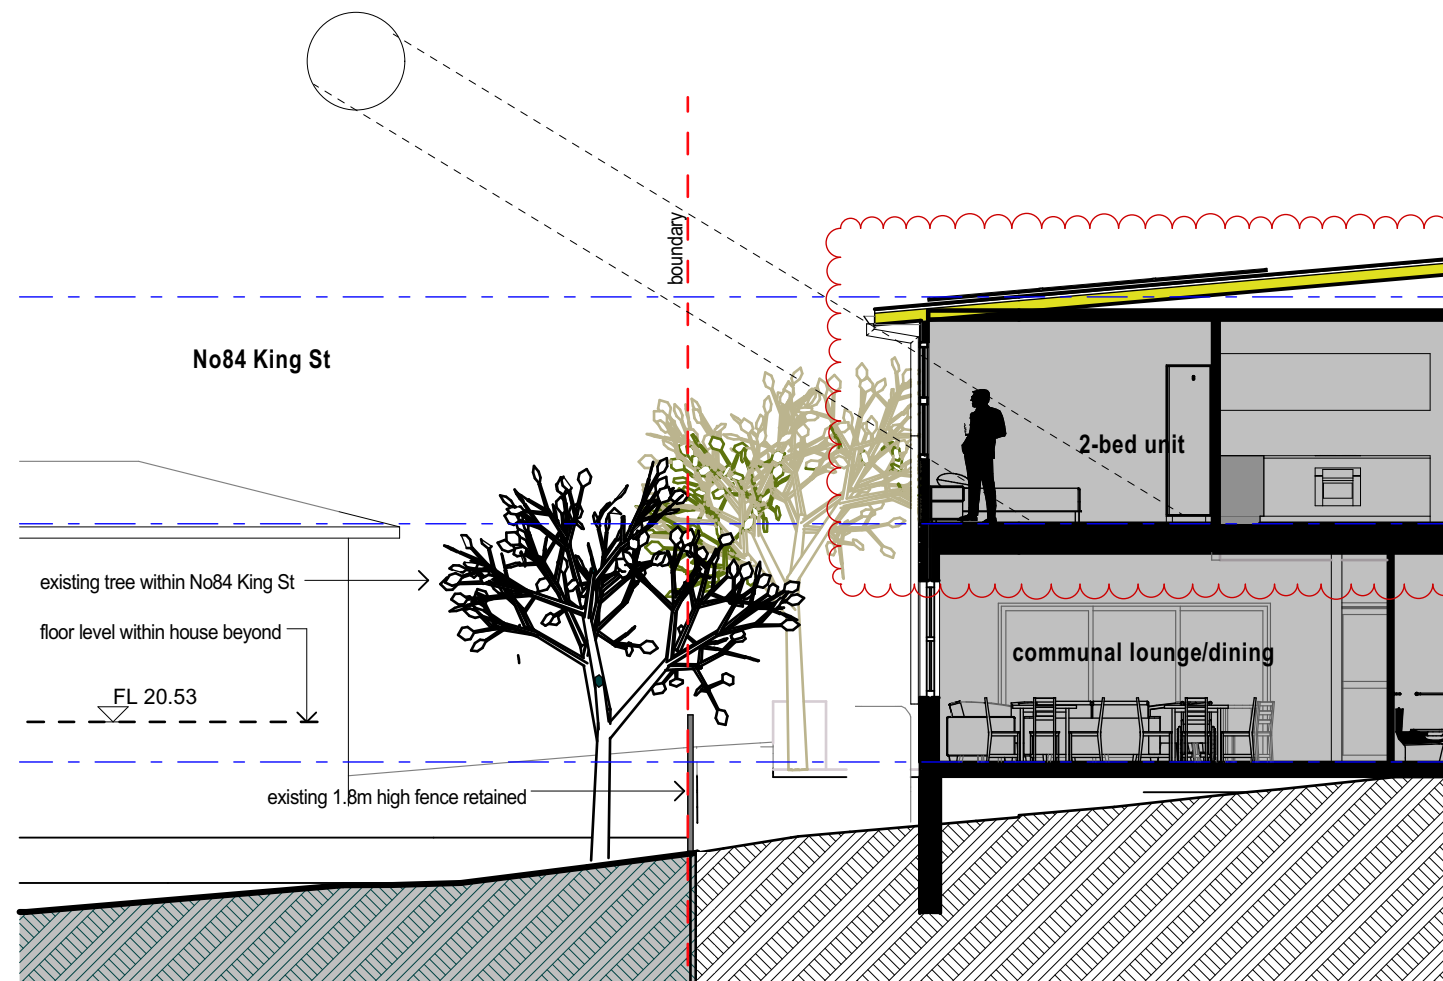 boundary
No84 King St
2-bed unit
existing tree within No84 King St
floor level within house beyond
communal lounge/dining
FL 20.53
existing 1.8m high fence retained